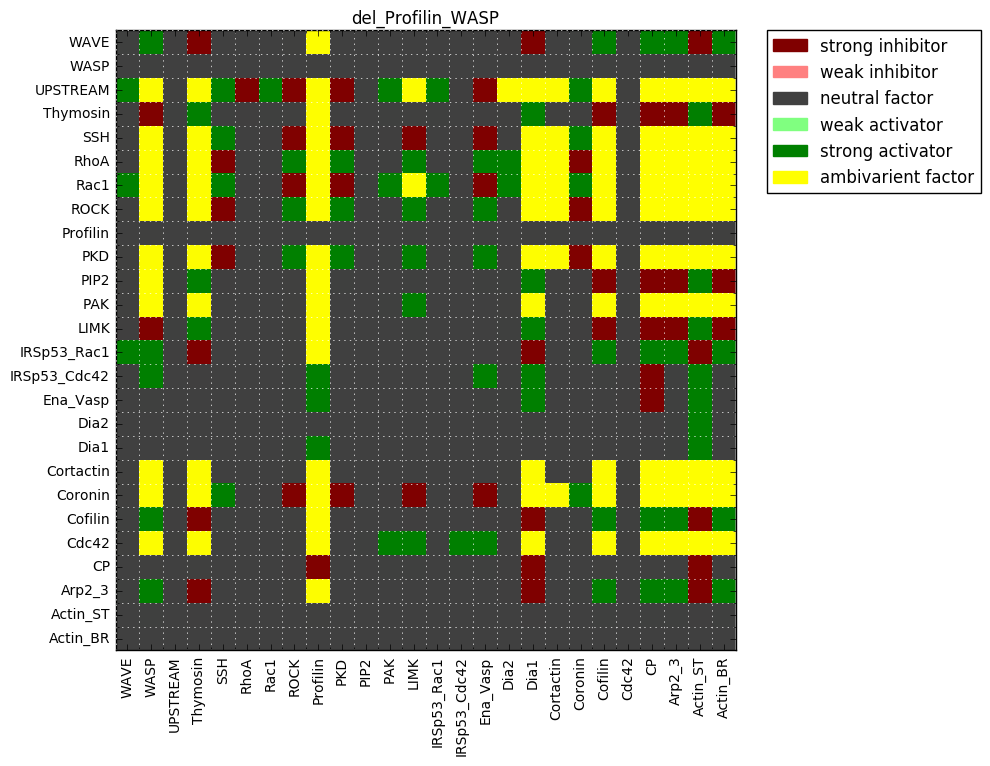 del_Profilin_WASP
WAVE
WASP
UPSTREAM
Thymosin
SSH
RhoA
Rac1
ROCK
Profilin
PKD
PIP2
PAK
LIMK
IRSp53_Rac1
IRSp53_Cdc42
Ena_Vasp
Dia2
Dia1
Cortactin
Coronin
Cofilin
Cdc42
CP
Arp2_3
Actin_ST
Actin_BR
WAVE
WASP
UPSTREAM
Thymosin
SSH
RhoA
Rac1
ROCK
Profilin
PKD
PIP2
PAK
LIMK
IRSp53_Rac1
IRSp53_Cdc42
Ena_Vasp
Dia2
Dia1
Cortactin
Coronin
Cofilin
Cdc42
CP
Arp2_3
Actin_ST
Actin_BR
strong inhibitor
weak inhibitor
neutral factor
weak activator
strong activator
ambivarient factor